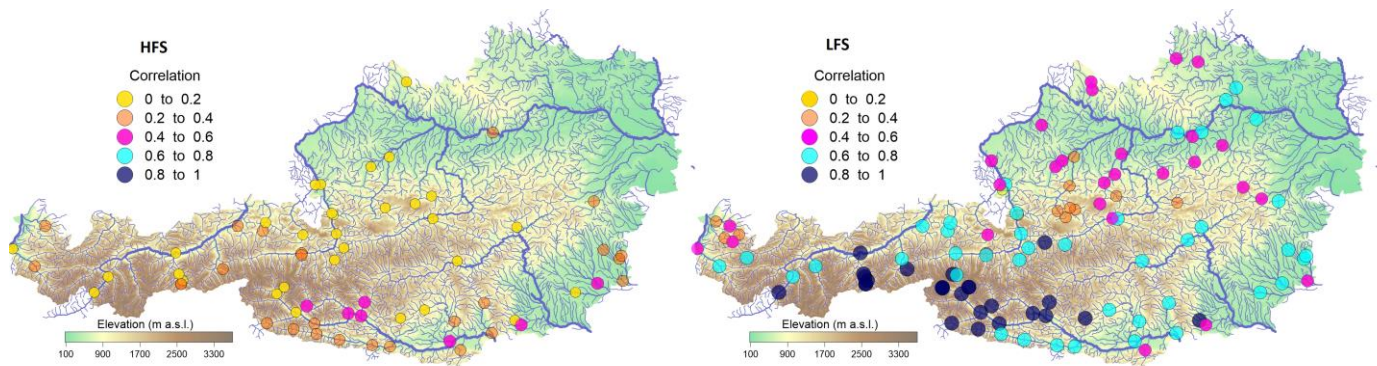 HFS
Correlation
0 to 0.2
0.2 to 0.4
0.4 to 0.6
0.6 to 0.8
0.8 to 1
Elevation (m a.s.l.)
100 900 1700 2500 3300
LFS
Correlation
0 to 0.2
0.2 to 0.4
0.4 to 0.6
0.6 to 0.8
0.8 to 1
Elevation (m a.s.l.)
100 900 1700 2500 3300